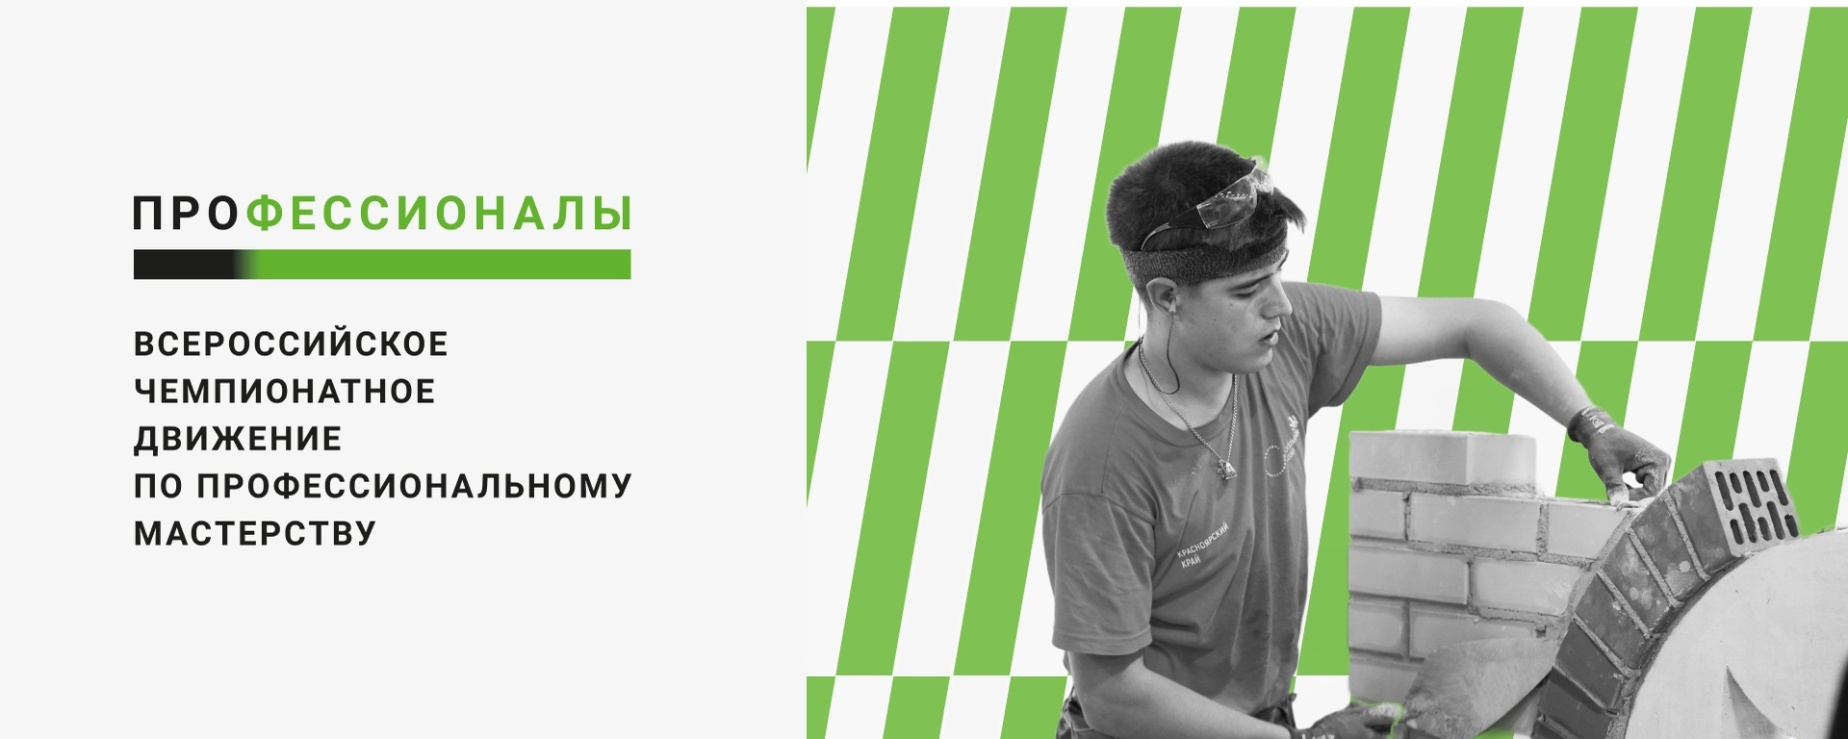 ПРОФЕССИОНАЛЫ
ВСЕРОССИЙСКОЕ
ЧЕМПИОНАТНОЕ
ДВИЖЕНИЕ
ПО ПРОФЕССИОНАЛЬНОМУ
МАСТЕРСТВУ
КРАСНОЯРСКИЙ
КРАЙ